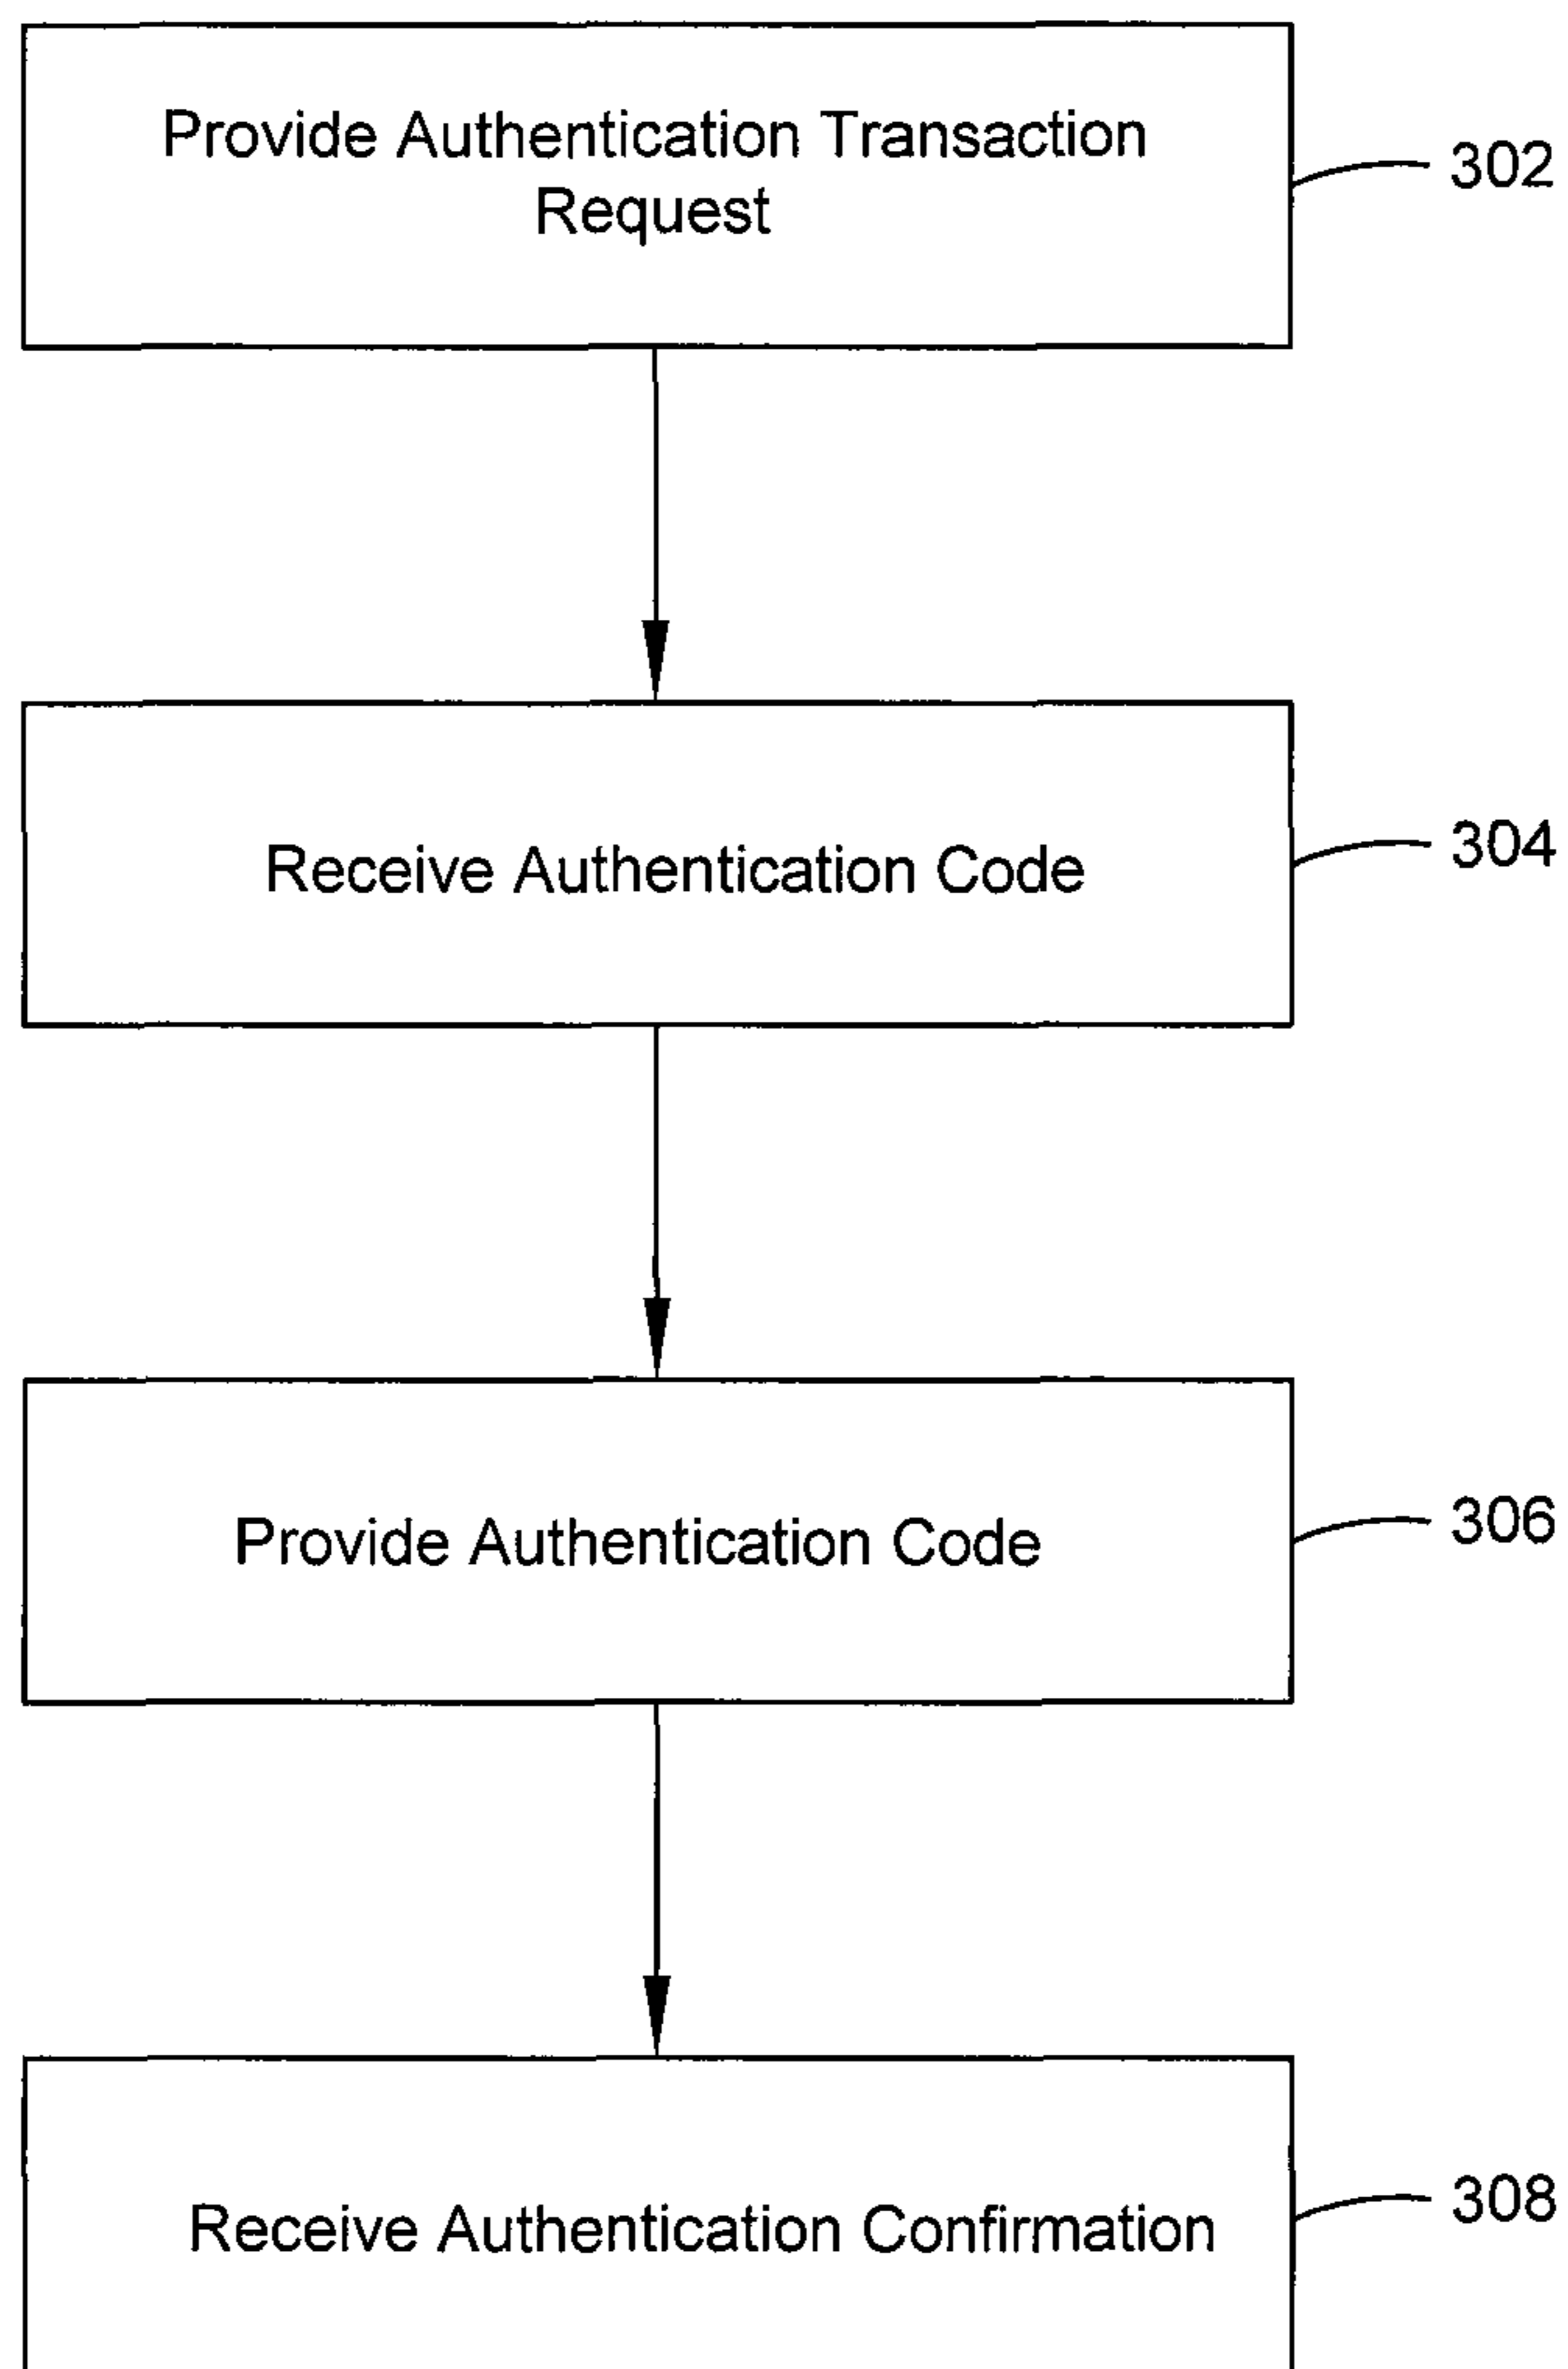 Provide Authentication Transaction
Request
302
Receive Authentication Code
304
Provide Authentication Code
306
Receive Authentication Confirmation
308